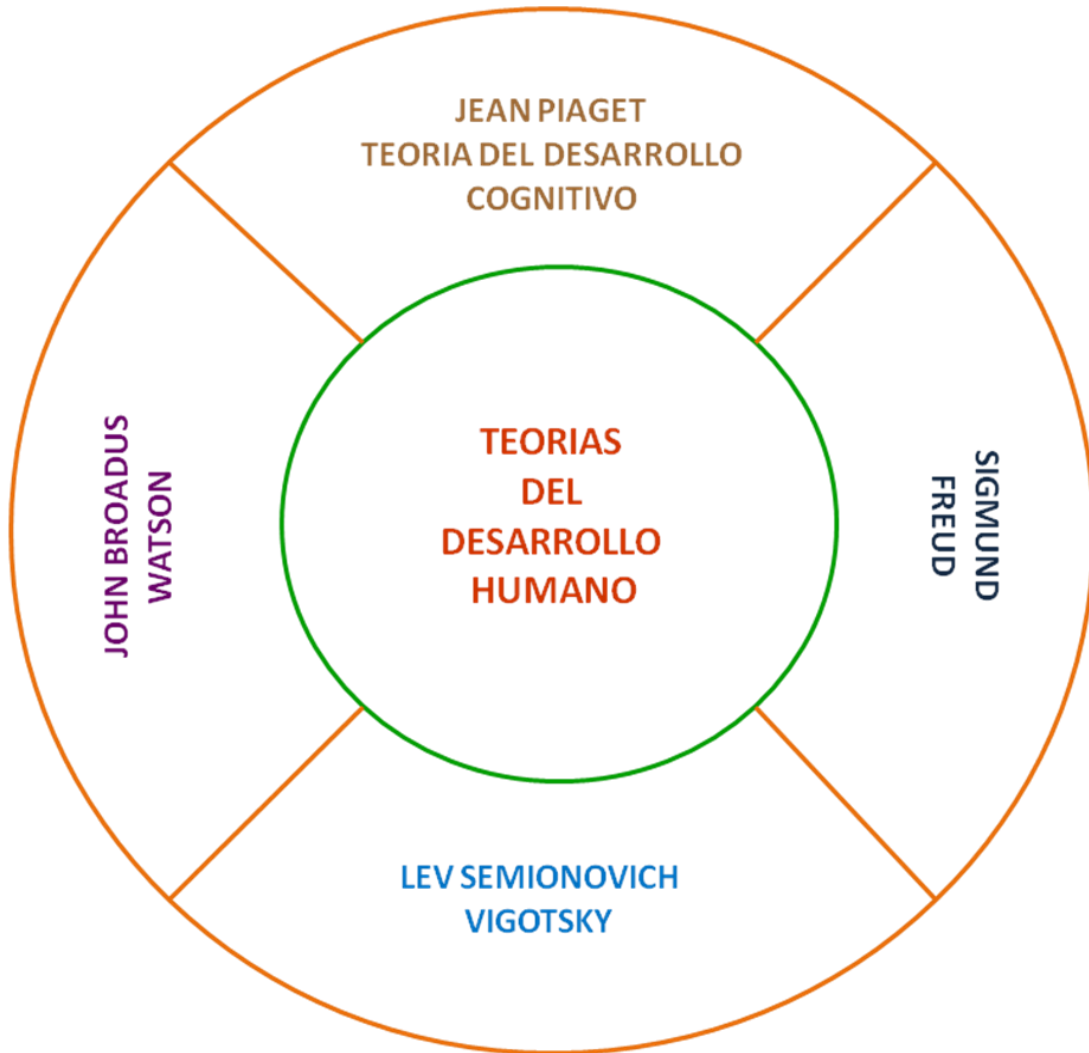 JEAN PIAGET
TEORIA DEL DESARROLLO
COGNITIVO
JOHN BROADUS
WATSON
TEORIAS
DEL
DESARROLLO
HUMANO
SIGMUND
FREUD
LEV SEMIONOVICH
VIGOTSKY